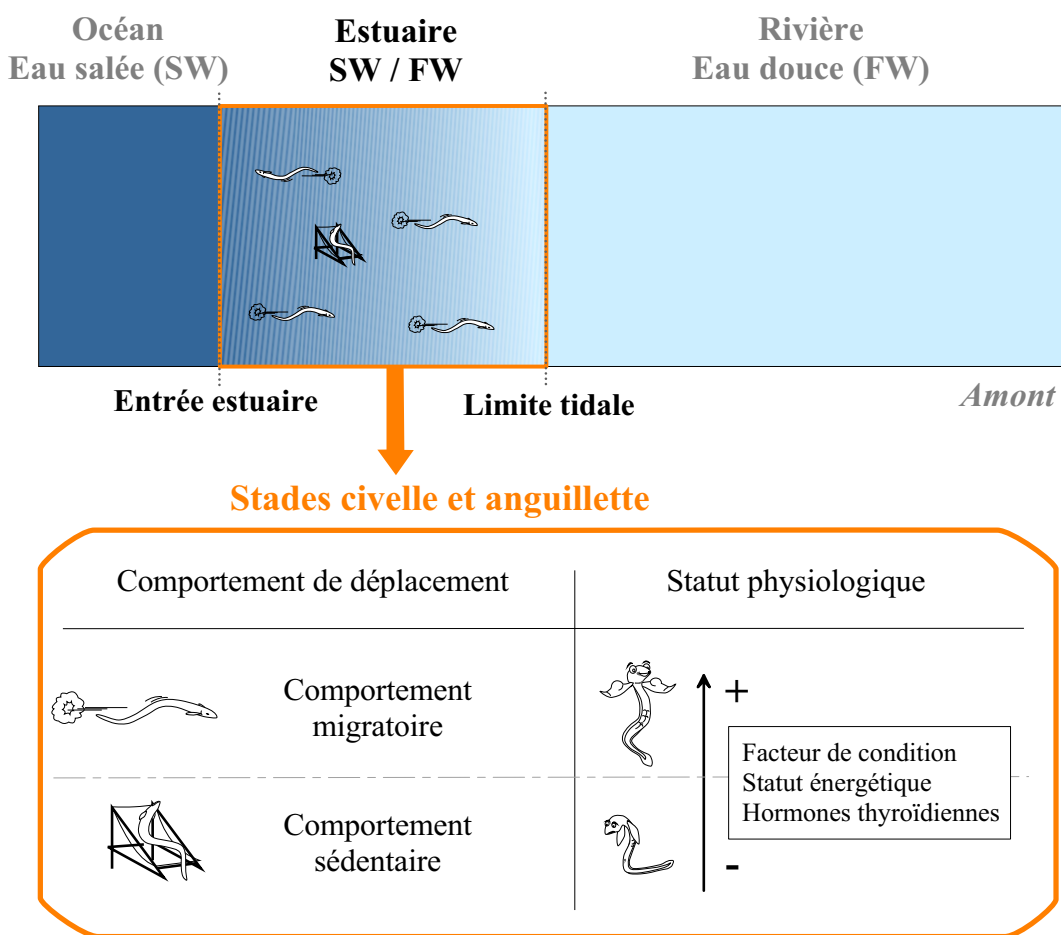 Océan
Eau salée (SW)
Estuaire
SW / FW
Rivière
Eau douce (FW)
Entrée estuaire
Limite tidale
Amont
Stades civelle et anguillette
Comportement de déplacement
Statut physiologique
Comportement
migratoire
+
Facteur de condition
Statut énergétique
Hormones thyroïdiennes
Comportement
sédentaire
-